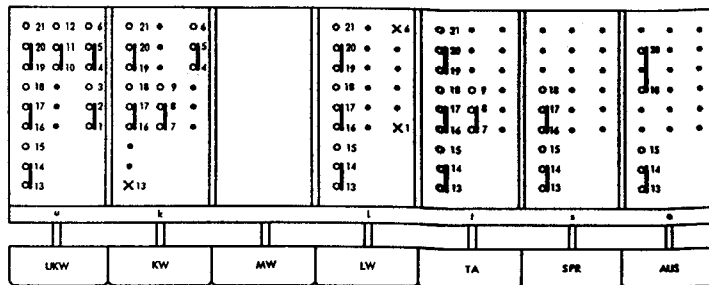 21 12 6 21 6 21 6 21
20 11 5 20 5 20 20 20
19 10 4 19 4 19 19
18 3 18 9 18 18 9 18 18
17 2 17 8 17 17 8 17
16 1 16 7 16 1 16 7 16
15 15 15 15 15
14 14 14 14 14
13 13 13 13 13 13
u k L t s
UKW KW MW LW TA SPR AUS